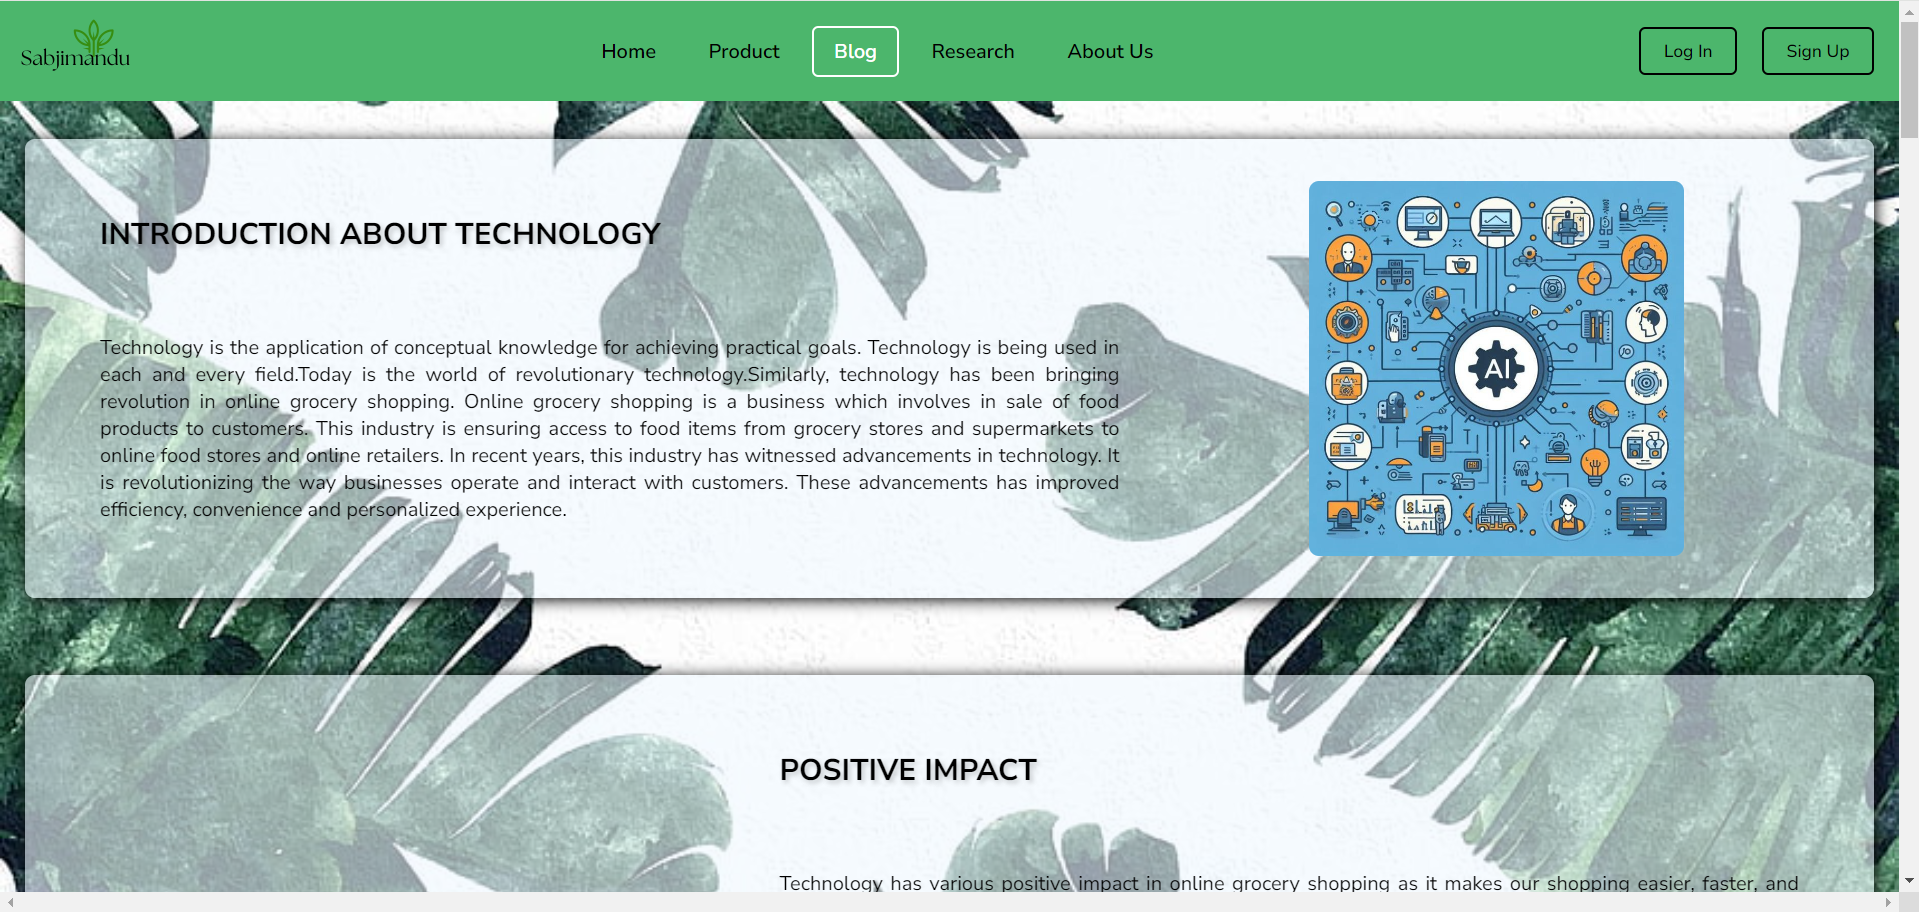 Sabjimandu
Home Product Blog Research About Us
Log In Sign Up
INTRODUCTION ABOUT TECHNOLOGY
Technology is the application of conceptual knowledge for achieving practical goals. Technology is being used in
each and every field.Today is the world of revolutionary technology.Similarly, technology has been bringing
revolution in online grocery shopping. Online grocery shopping is a business which involves in sale of food
products to customers. This industry is ensuring access to food items from grocery stores and supermarkets to
online food stores and online retailers. In recent years, this industry has witnessed advancements in technology. It
is revolutionizing the way businesses operate and interact with customers. These advancements has improved
efficiency, convenience and personalized experience.
AI
POSITIVE IMPACT
Technology has various positive impact in online grocery shopping as it makes our shopping easier, faster, and